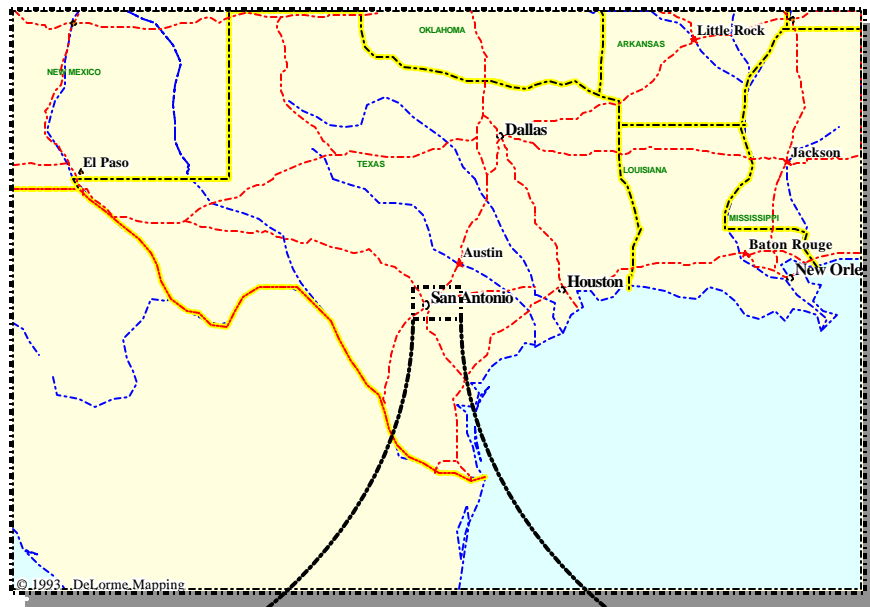 OKLAHOMA
Little Rock
ARKANSAS
NEW MEXICO
Dallas
Jackson
El Paso
TEXAS
LOUISIANA
MISSISSIPPI
Baton Rouge
Austin
New Orle
Houston
San Antonio
© 1993 DeLorme Mapping